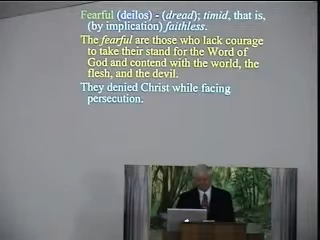 Fearful (deilos) - (dread); timid, that is,
(by implication) faithless.
The fearful are those who lack courage
to take their stand for the Word of
God and contend with the world, the
flesh, and the devil.
They denied Christ while facing
persecution.